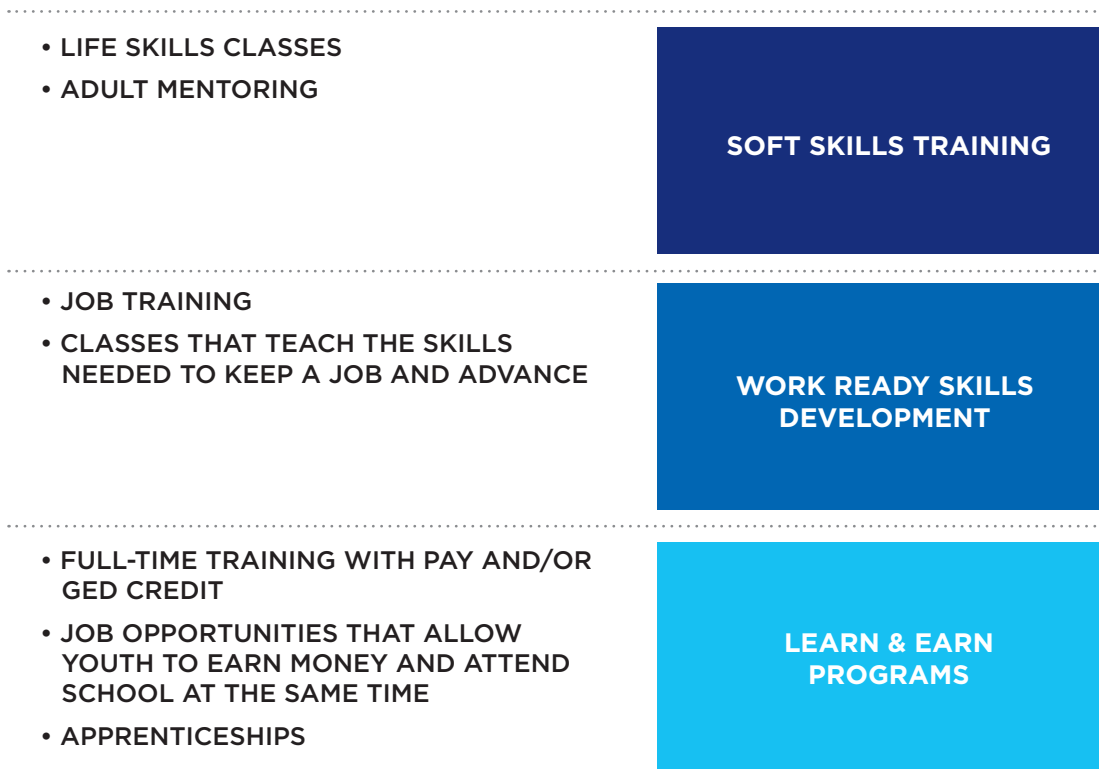 • LIFE SKILLS CLASSES
• ADULT MENTORING
SOFT SKILLS TRAINING
• JOB TRAINING
• CLASSES THAT TEACH THE SKILLS
NEEDED TO KEEP A JOB AND ADVANCE
WORK READY SKILLS
DEVELOPMENT
• FULL-TIME TRAINING WITH PAY AND/OR
GED CREDIT
• JOB OPPORTUNITIES THAT ALLOW
YOUTH TO EARN MONEY AND ATTEND
SCHOOL AT THE SAME TIME
• APPRENTICESHIPS
LEARN & EARN
PROGRAMS